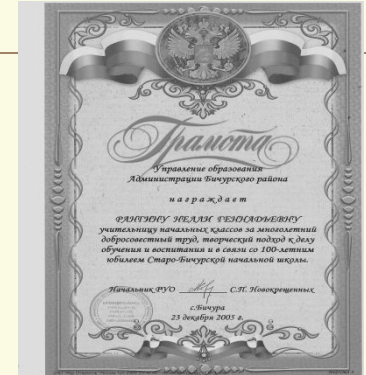 Грамота
Управление образования
Администрации Бичурского района
награждает
РАНГИНУ НЕЛЛИ ГЕННАДЬЕВНУ
учительницу начальных классов за многолетний
добросовестный труд, творческий подход к делу
обучения и воспитания и в связи со 100-летним
юбилеем Старо-Бичурской начальной школы.
Начальник РУО С.П. Новокрещенных
с.Бичура
23 декабря 2005 г.